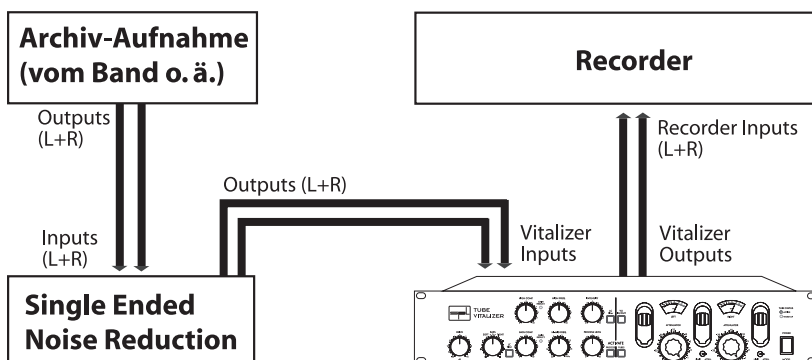 Archiv-Aufnahme
(vom Band o. ä.)
Recorder
Outputs
(L+R)
Recorder Inputs
(L+R)
Outputs (L+R)
Inputs
(L+R)
Vitalizer
Inputs
Vitalizer
Outputs
Single Ended
Noise Reduction
TUBE
VITALIZER
ACTIVATE